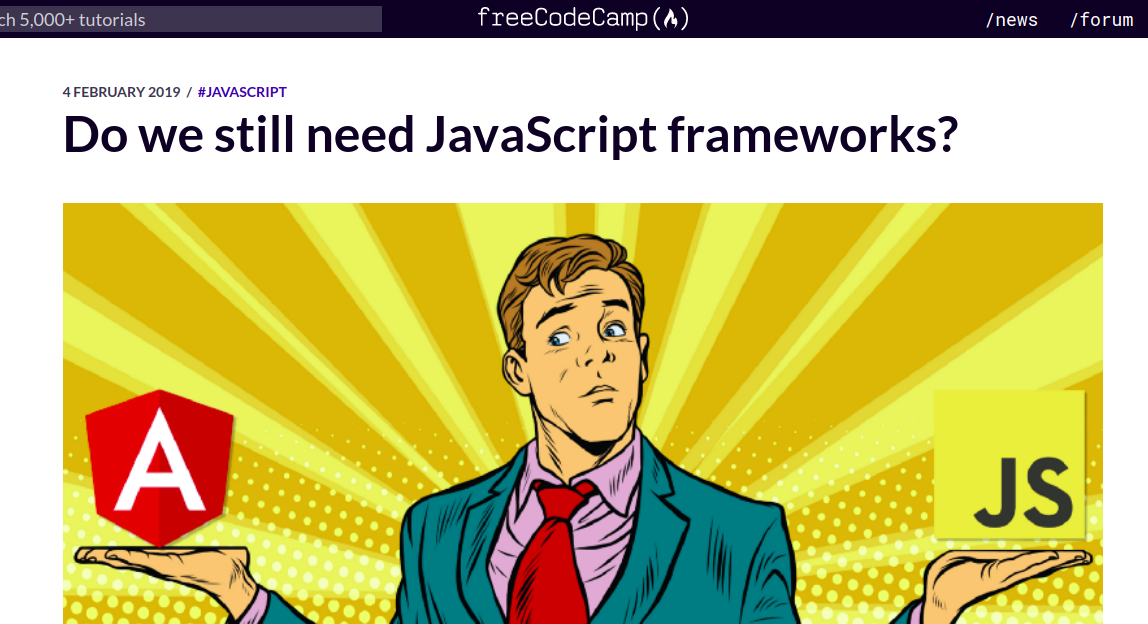 ch 5,000+ tutorials
freeCodeCamp(🔥)
/news /forum
4 FEBRUARY 2019 / #JAVASCRIPT
Do we still need JavaScript frameworks?
A
JS